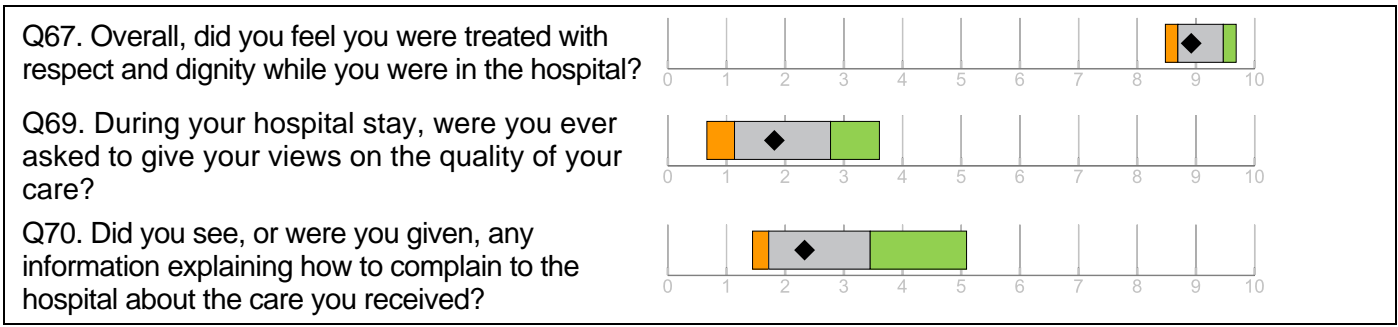 Q67. Overall, did you feel you were treated with
respect and dignity while you were in the hospital?
0 1 2 3 4 5 6 7 8 9 10
Q69. During your hospital stay, were you ever
asked to give your views on the quality of your
care?
0 1 2 3 4 5 6 7 8 9 10
Q70. Did you see, or were you given, any
information explaining how to complain to the
hospital about the care you received?
0 1 2 3 4 5 6 7 8 9 10